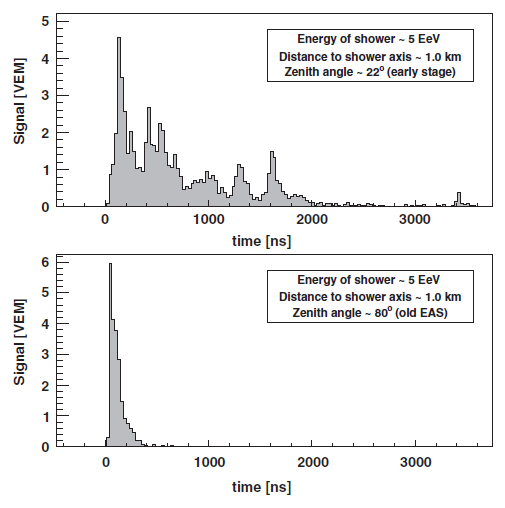 5
4
3
2
1
0
Signal [VEM]
Energy of shower ~ 5 EeV
Distance to shower axis ~ 1.0 km
Zenith angle ~ 22⁰ (early stage)
0 1000 2000 3000
time [ns]
6
5
4
3
2
1
0
Signal [VEM]
Energy of shower ~ 5 EeV
Distance to shower axis ~ 1.0 km
Zenith angle ~ 80⁰ (old EAS)
0 1000 2000 3000
time [ns]